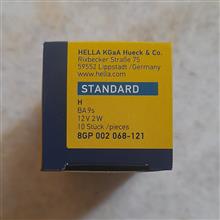 HELLA KGaA Hueck & Co.
Rixbecker Straße 75
59552 Lippstadt /Germany
www.hella.com
STANDARD
H
BA9s
12V 2W
10 Stück /pieces
8GP 002 068-121